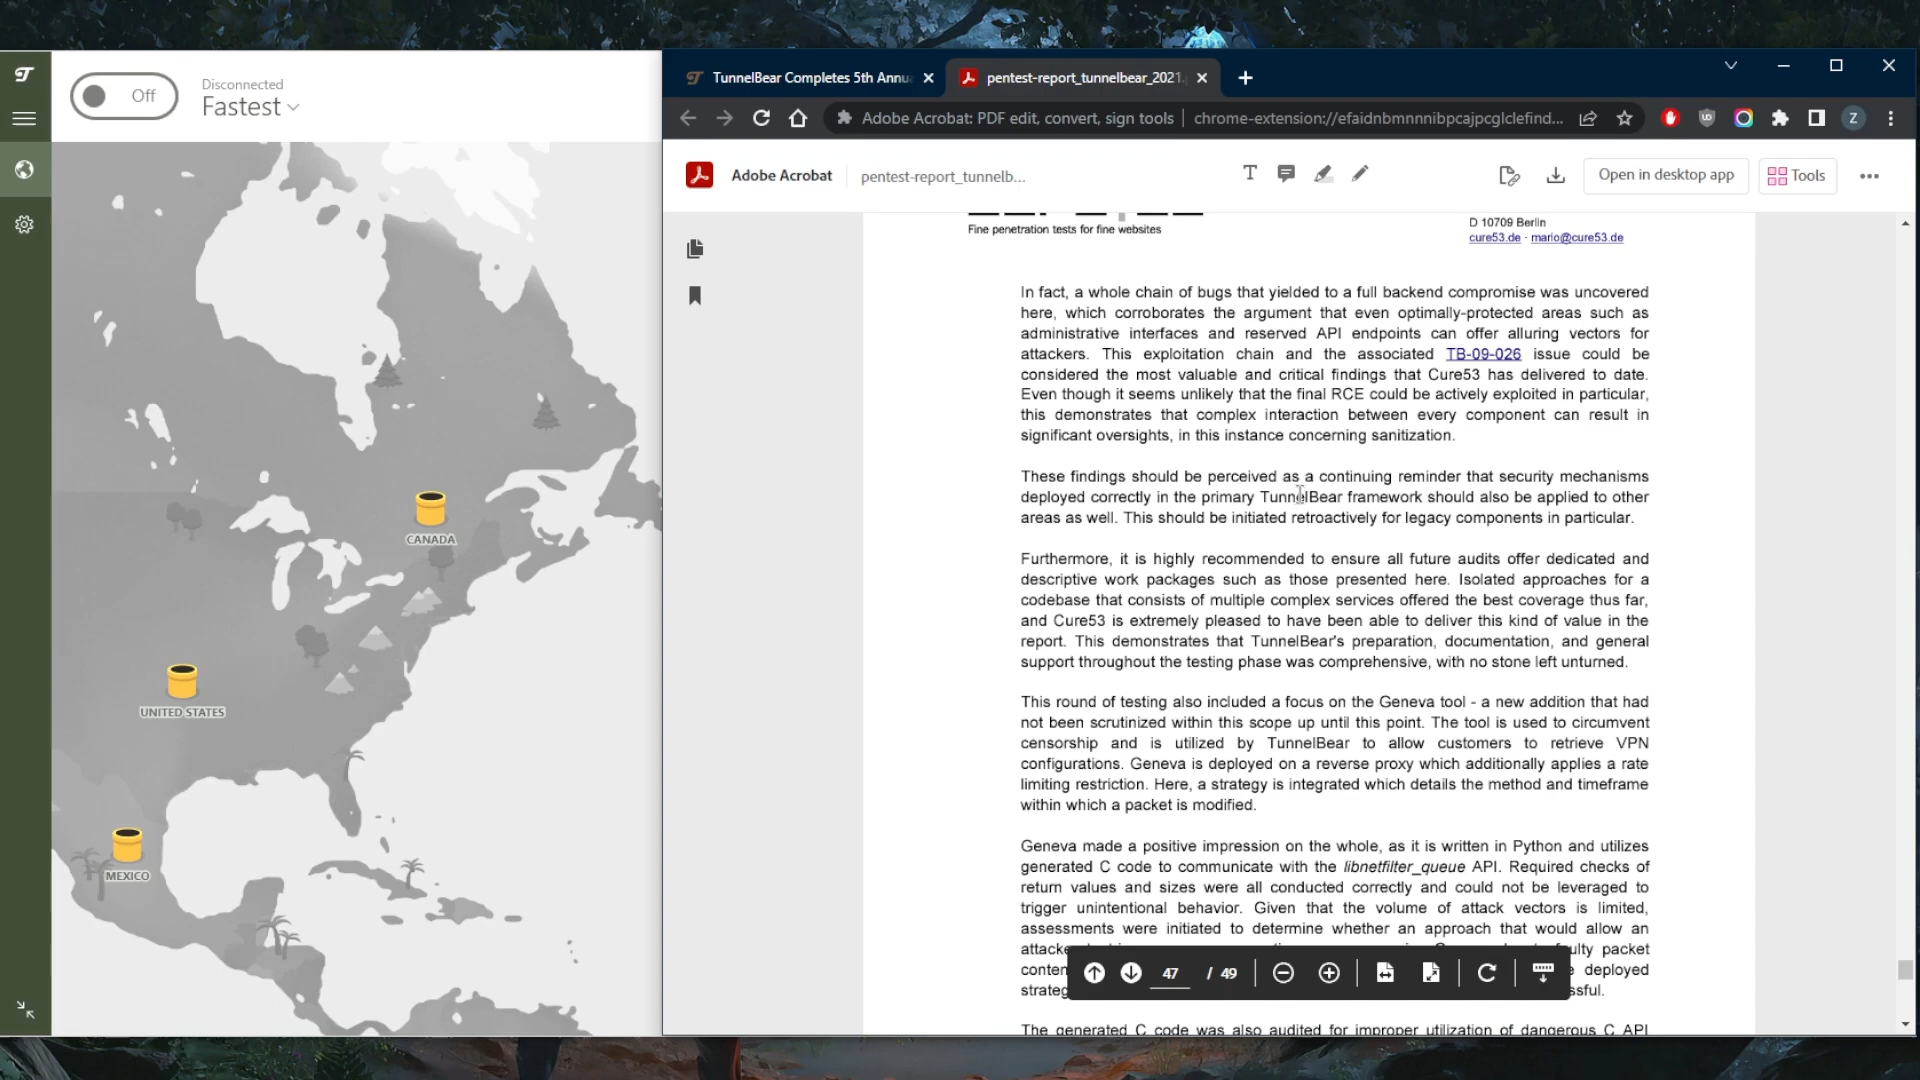 Off
Disconnected
Fastest
CANADA
UNITED STATES
MEXICO
TunnelBear Completes 5th Annu
pentest-report_tunnelbear_2021.
Adobe Acrobat: PDF edit, convert, sign tools
chrome-extension://efaidnbmnnnibpcajpcglclefind...
Z
Adobe Acrobat
pentest-report_tunnelb...
Open in desktop app
Tools
Fine penetration tests for fine websites
D 10709 Berlin
cure53.de · mario@cure53.de
In fact, a whole chain of bugs that yielded to a full backend compromise was uncovered
here, which corroborates the argument that even optimally-protected areas such as
administrative interfaces and reserved API endpoints can offer alluring vectors for
attackers. This exploitation chain and the associated TB-09-026 issue could be
considered the most valuable and critical findings that Cure53 has delivered to date.
Even though it seems unlikely that the final RCE could be actively exploited in particular,
this demonstrates that complex interaction between every component can result in
significant oversights, in this instance concerning sanitization.
These findings should be perceived as a continuing reminder that security mechanisms
deployed correctly in the primary TunnelBear framework should also be applied to other
areas as well. This should be initiated retroactively for legacy components in particular.
Furthermore, it is highly recommended to ensure all future audits offer dedicated and
descriptive work packages such as those presented here. Isolated approaches for a
codebase that consists of multiple complex services offered the best coverage thus far,
and Cure53 is extremely pleased to have been able to deliver this kind of value in the
report. This demonstrates that TunnelBear's preparation, documentation, and general
support throughout the testing phase was comprehensive, with no stone left unturned.
This round of testing also included a focus on the Geneva tool - a new addition that had
not been scrutinized within this scope up until this point. The tool is used to circumvent
censorship and is utilized by TunnelBear to allow customers to retrieve VPN
configurations. Geneva is deployed on a reverse proxy which additionally applies a rate
limiting restriction. Here, a strategy is integrated which details the method and timeframe
within which a packet is modified.
Geneva made a positive impression on the whole, as it is written in Python and utilizes
generated C code to communicate with the libnetfilter_queue API. Required checks of
return values and sizes were all conducted correctly and could not be leveraged to
trigger unintentional behavior. Given that the volume of attack vectors is limited,
assessments were initiated to determine whether an approach that would allow an
packet
deployed
47 / 49
The generated C code was also audited for improper utilization of dangerous C API